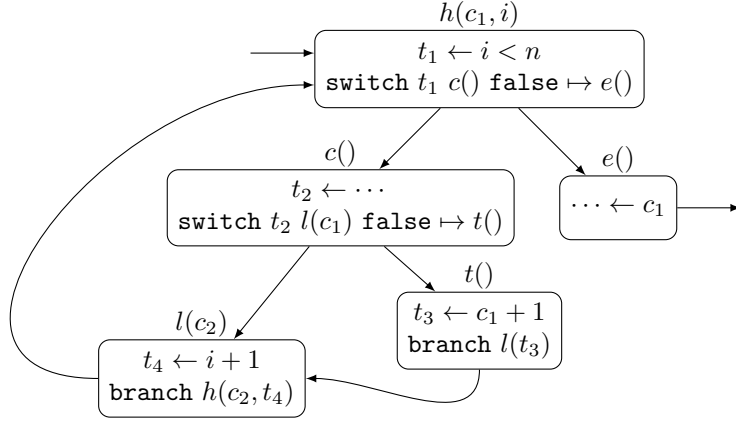 h(c₁, i)
t₁ ← i < n
switch t₁ c() false ↦ e()
c()
t₂ ← ⋯
switch t₂ l(c₁) false ↦ t()
e()
⋯ ← c₁
t()
t₃ ← c₁ + 1
branch l(t₃)
l(c₂)
t₄ ← i + 1
branch h(c₂, t₄)